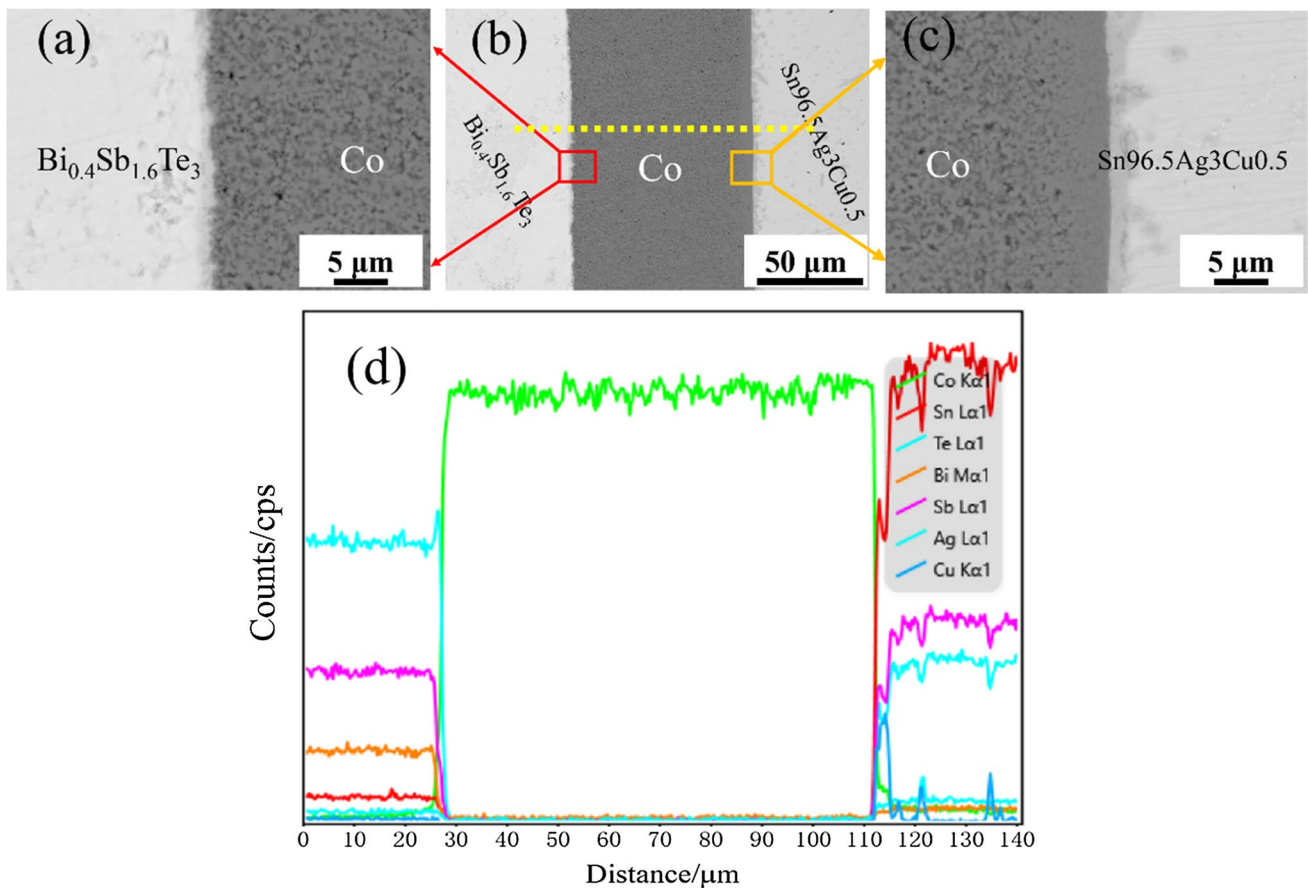 (a)
Bi0.4Sb1.6Te3
Co
5 μm
(b)
Bi0.4Sb1.6Te3
Co
Sn96.5Ag3Cu0.5
50 μm
(c)
Co
Sn96.5Ag3Cu0.5
5 μm
(d)
Counts/cps
Co Kα1
Sn Lα1
Te Lα1
Bi Mα1
Sb Lα1
Ag Lα1
Cu Kα1
0 10 20 30 40 50 60 70 80 90 100 110 120 130 140
Distance/μm